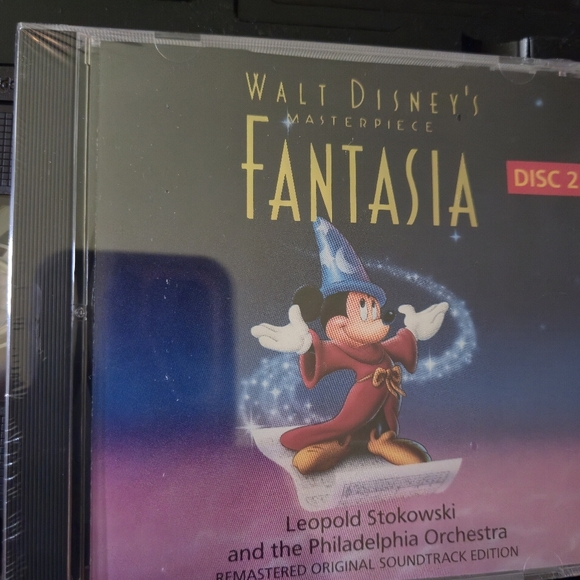 WALT DISNEY'S
MASTERPIECE
FANTASIA
DISC 2
Leopold Stokowski
and the Philadelphia Orchestra
REMASTERED ORIGINAL SOUNDTRACK EDITION